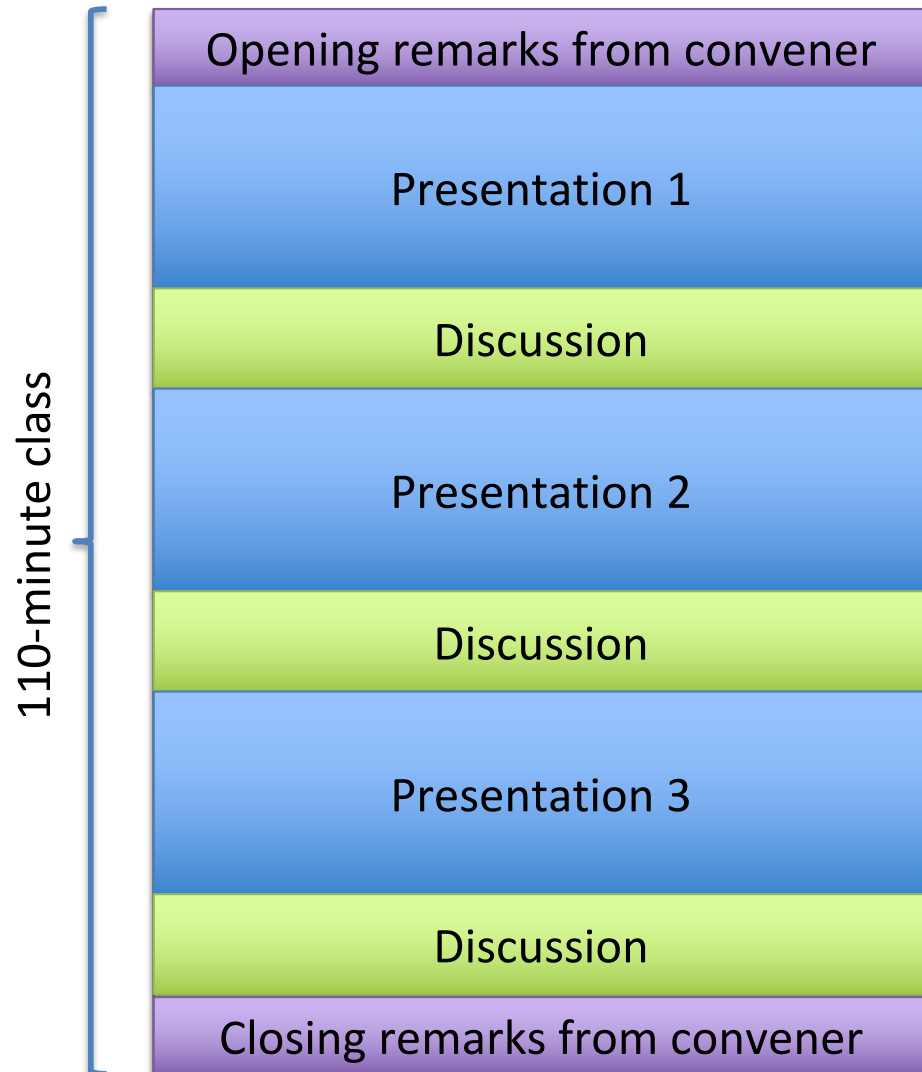 110-minute class
Opening remarks from convener
Presentation 1
Discussion
Presentation 2
Discussion
Presentation 3
Discussion
Closing remarks from convener